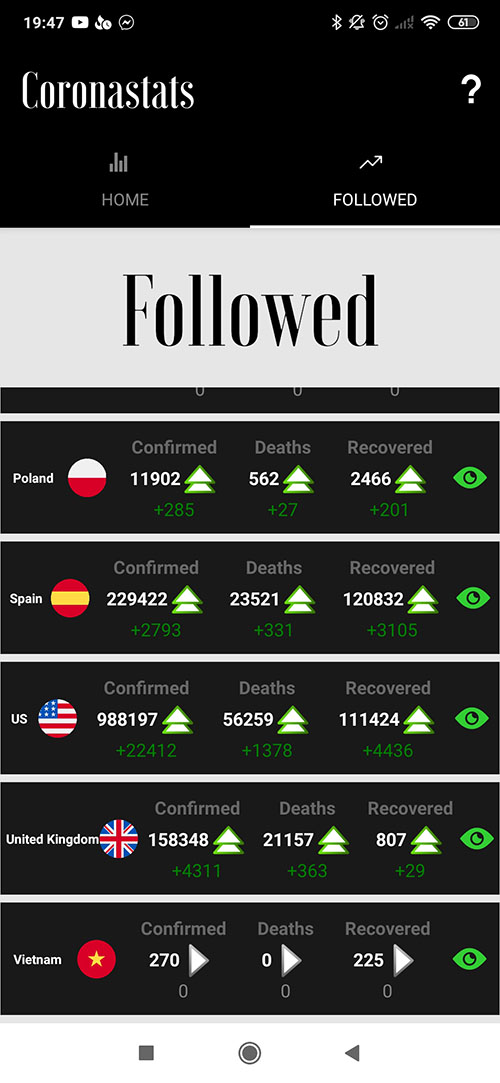 19:47 61
Coronastats ?
HOME FOLLOWED
Followed
0 0 0
Confirmed Deaths Recovered
Poland 11902 562 2466
+285 +27 +201
Confirmed Deaths Recovered
Spain 229422 23521 120832
+2793 +331 +3105
Confirmed Deaths Recovered
US 988197 56259 111424
+22412 +1378 +4436
Confirmed Deaths Recovered
United Kingdom 158348 21157 807
+4311 +363 +29
Confirmed Deaths Recovered
Vietnam 270 0 225
0 0 0